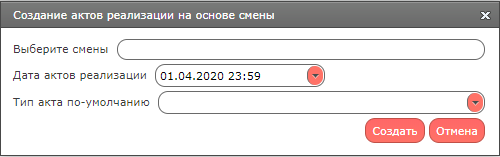 Создание актов реализации на основе смены
Выберите смены
Дата актов реализации 01.04.2020 23:59
Тип акта по-умолчанию
Создать Отмена